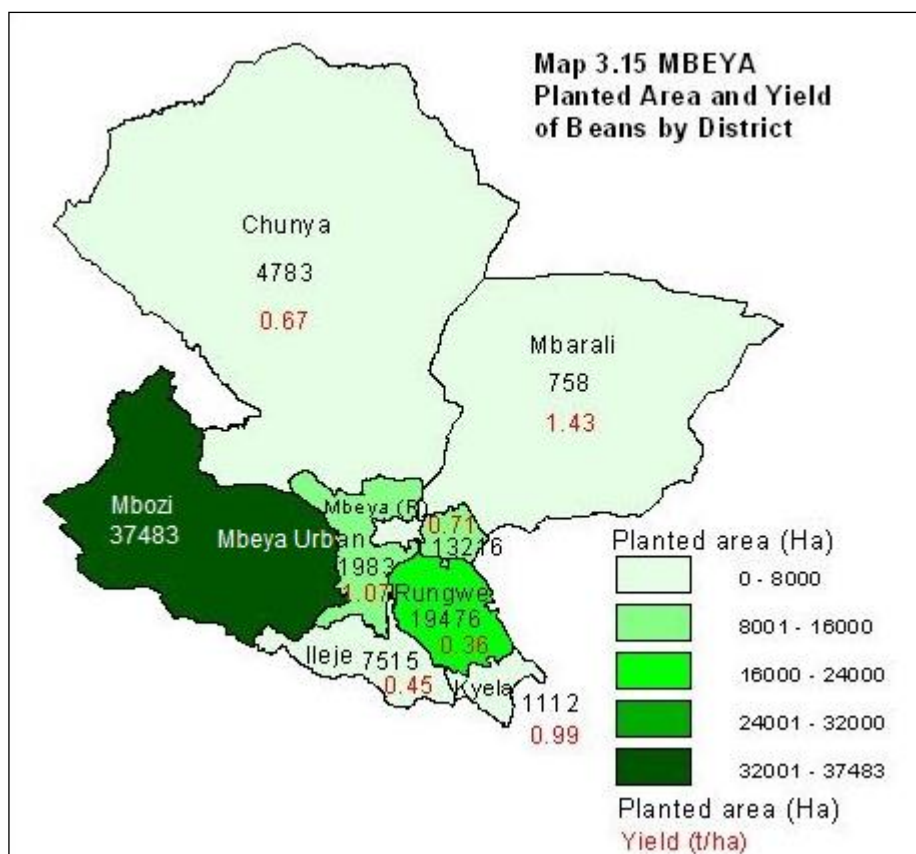 Map 3.15 MBEYA
Planted Area and Yield
of Beans by District
Chunya
4783
0.67
Mbarali
758
1.43
Mbozi
37483
Mbeya (R)
0.71
13216
Mbeya Urban
1983
1.07
Rungwe
19476
0.36
Ileje
7515
0.45
Kyela
1112
0.99
Planted area (Ha)
0 - 8000
8001 - 16000
16000 - 24000
24001 - 32000
32001 - 37483
Planted area (Ha)
Yield (t/ha)